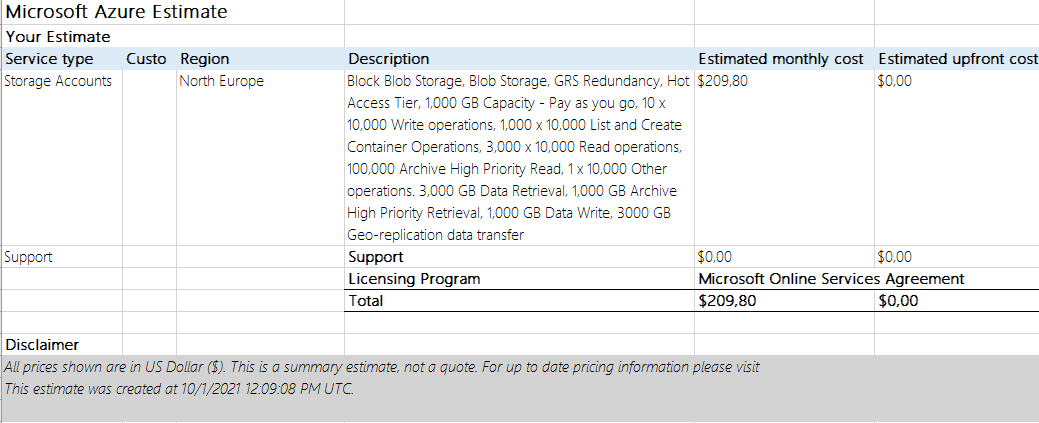 Microsoft Azure Estimate
Your Estimate
Service type Custo Region Description Estimated monthly cost Estimated upfront cost
Storage Accounts North Europe Block Blob Storage, Blob Storage, GRS Redundancy, Hot $209,80 $0,00
Access Tier, 1,000 GB Capacity - Pay as you go, 10 x
10,000 Write operations, 1,000 x 10,000 List and Create
Container Operations, 3,000 x 10,000 Read operations,
100,000 Archive High Priority Read, 1 x 10,000 Other
operations. 3,000 GB Data Retrieval, 1,000 GB Archive
High Priority Retrieval, 1,000 GB Data Write, 3000 GB
Geo-replication data transfer
Support Support $0,00 $0,00
Licensing Program Microsoft Online Services Agreement
Total $209,80 $0,00
Disclaimer
All prices shown are in US Dollar ($). This is a summary estimate, not a quote. For up to date pricing information please visit
This estimate was created at 10/1/2021 12:09:08 PM UTC.